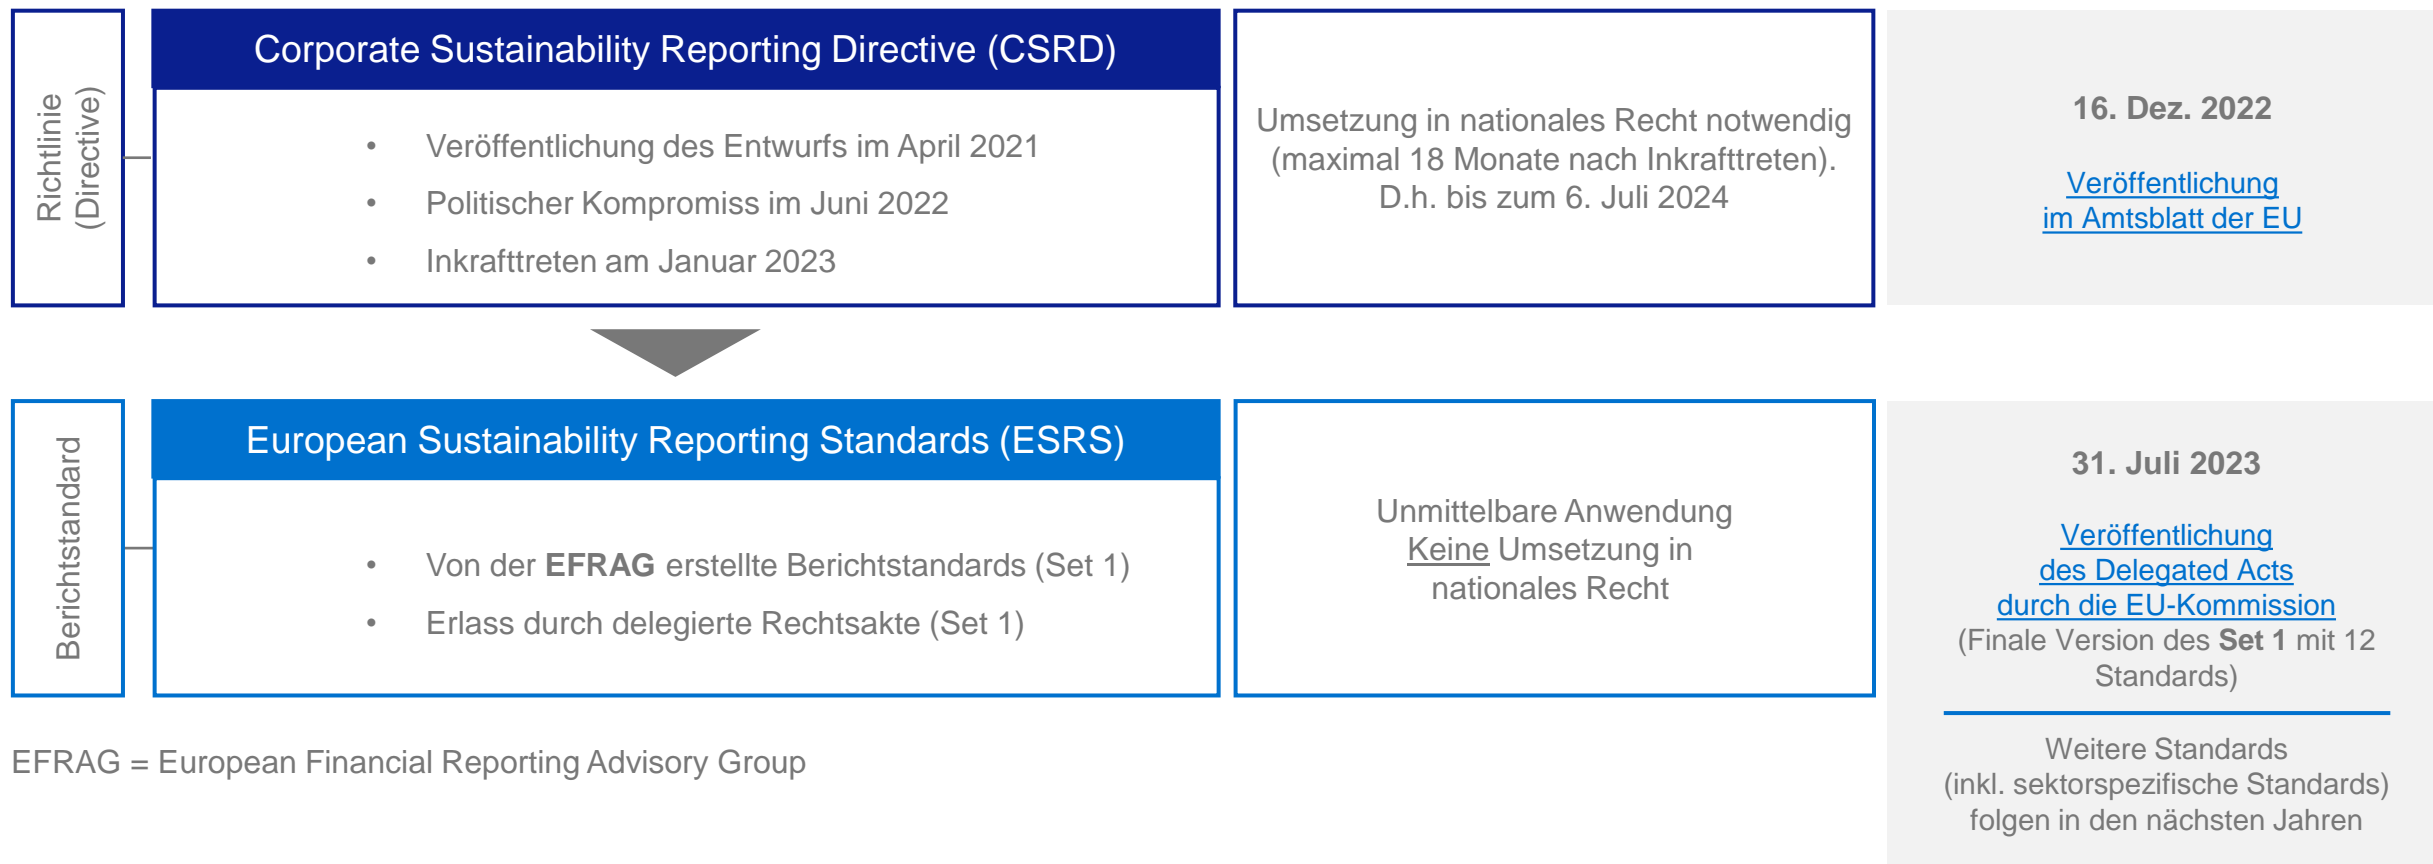 Richtlinie
(Directive)
Corporate Sustainability Reporting Directive (CSRD)
• Veröffentlichung des Entwurfs im April 2021
• Politischer Kompromiss im Juni 2022
• Inkrafttreten am Januar 2023
Umsetzung in nationales Recht notwendig
(maximal 18 Monate nach Inkrafttreten).
D.h. bis zum 6. Juli 2024
16. Dez. 2022
Veröffentlichung
im Amtsblatt der EU
Berichtstandard
European Sustainability Reporting Standards (ESRS)
• Von der EFRAG erstellte Berichtstandards (Set 1)
• Erlass durch delegierte Rechtsakte (Set 1)
Unmittelbare Anwendung
Keine Umsetzung in
nationales Recht
31. Juli 2023
Veröffentlichung
des Delegated Acts
durch die EU-Kommission
(Finale Version des Set 1 mit 12
Standards)
Weitere Standards
(inkl. sektorspezifische Standards)
folgen in den nächsten Jahren
EFRAG = European Financial Reporting Advisory Group